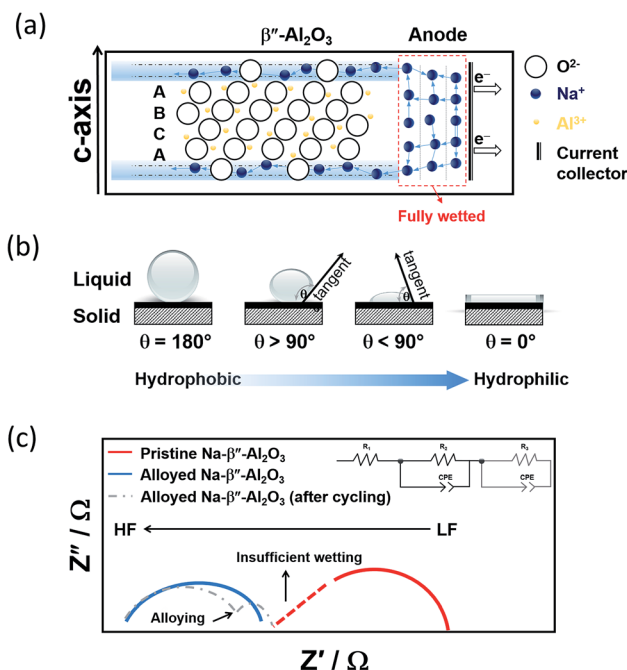 (a)
β″-Al₂O₃
Anode
c-axis
A
B
C
A
e⁻
e⁻
Fully wetted
O²⁻
Na⁺
Al³⁺
Current
collector
(b)
Liquid
Solid
θ
tangent
θ
tangent
θ = 180°
θ > 90°
θ < 90°
θ = 0°
Hydrophobic
Hydrophilic
(c)
Pristine Na-β″-Al₂O₃
Alloyed Na-β″-Al₂O₃
Alloyed Na-β″-Al₂O₃ (after cycling)
R₁
R₂
R₃
CPE
CPE
HF
LF
Insufficient wetting
Alloying
Z″ / Ω
Z′ / Ω